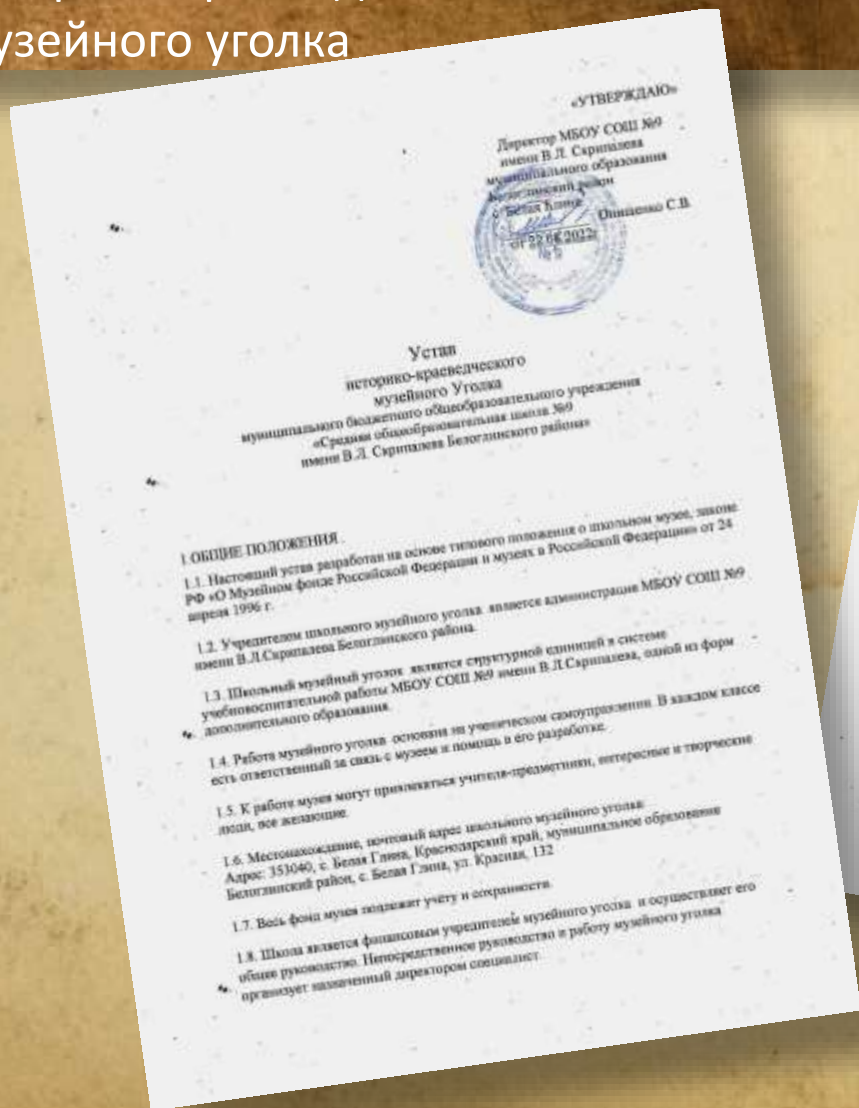 узейного уголка
«УТВЕРЖДАЮ»
Директор МБОУ СОШ №9
имени В.Л. Скрипалева
муниципального образования
Белоглинский район
с. Белая Глина
Онищенко С.В.
от 2022г
Устав
историко-краеведческого
музейного Уголка
муниципального бюджетного общеобразовательного учреждения
«Средняя общеобразовательная школа №9
имени В.Л. Скрипалева Белоглинского района»
1 ОБЩИЕ ПОЛОЖЕНИЯ .
1.1. Настоящий устав разработан на основе типового положения о школьном музее, законе
РФ «О Музейном фонде Российской Федерации и музеях в Российской Федерации» от 24
апреля 1996 г.
1.2. Учредителем школьного музейного уголка является администрация МБОУ СОШ №9
имени В.Л.Скрипалева Белоглинского района.
1.3. Школьный музейный уголок является структурной единицей в системе
учебновоспитательной работы МБОУ СОШ №9 имени В.Л.Скрипалева, одной из форм
дополнительного образования.
1.4. Работа музейного уголка основана на ученическом самоуправлении. В каждом классе
есть ответственный за связь с музеем и помощь в его разработке.
1.5. К работе музея могут привлекаться учителя-предметники, интересные и творческие
люди, все желающие.
1.6. Местонахождение, почтовый адрес школьного музейного уголка:
Адрес: 353040, с. Белая Глина, Краснодарский край, муниципальное образование
Белоглинский район, с. Белая Глина, ул. Красная, 132
1.7. Весь фонд музея подлежит учету и сохранности.
1.8. Школа является финансовым учредителем музейного уголка и осуществляет его
общее руководство. Непосредственное руководство и работу музейного уголка
организует назначенный директором специалист.